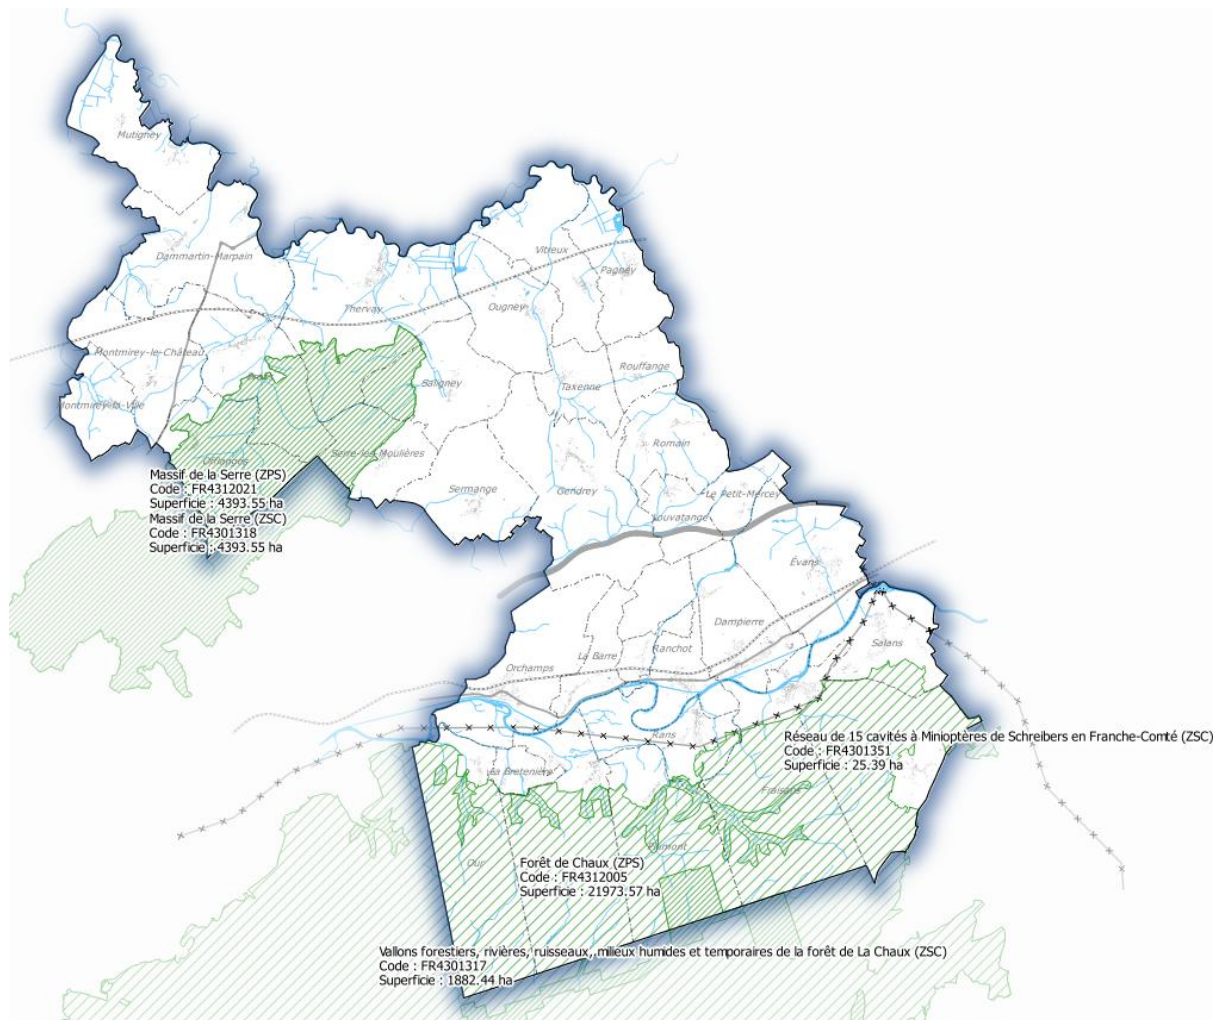 Mutigney
Dammartin-Marpain
Vitreux
Pagney
Thervay
Ougney
Montmirey-le-Château
Rouffange
Saligney
Taxenne
Montmirey-la-Ville
Romain
Offlanges
Serre-les-Moulières
Massif de la Serre (ZPS)
Code : FR4312021
Superficie : 4393.55 ha
Massif de la Serre (ZSC)
Code : FR4301318
Superficie : 4393.55 ha
Sermange
Gendrey
Le Petit-Mercey
Louvatange
Évans
Dampierre
Salans
La Barre
Ranchot
Orchamps
Rans
Réseau de 15 cavités à Minioptères de Schreibers en Franche-Comté (ZSC)
Code : FR4301351
Superficie : 25.39 ha
La Bretenière
Fraisans
Our
Plumont
Forêt de Chaux (ZPS)
Code : FR4312005
Superficie : 21973.57 ha
Vallons forestiers, rivières, ruisseaux, milieux humides et temporaires de la forêt de La Chaux (ZSC)
Code : FR4301317
Superficie : 1882.44 ha